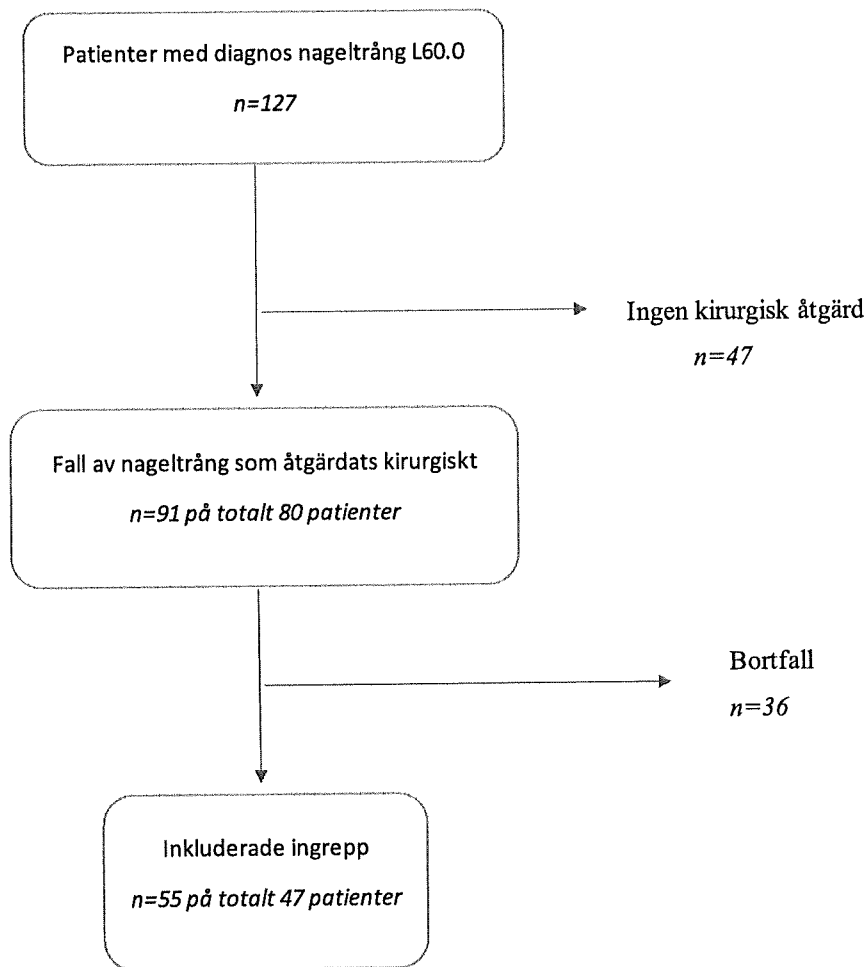 Patienter med diagnos nageltrång L60.0
n=127
Ingen kirurgisk åtgärd
n=47
Fall av nageltrång som åtgärdats kirurgiskt
n=91 på totalt 80 patienter
Bortfall
n=36
Inkluderade ingrepp
n=55 på totalt 47 patienter